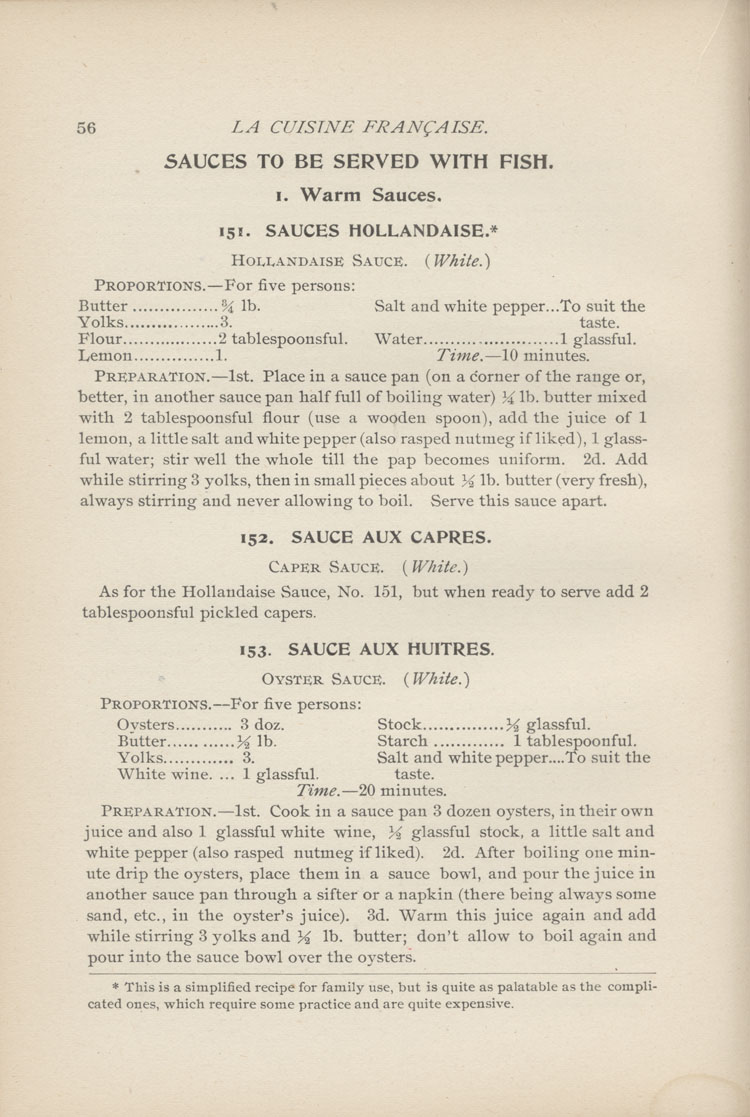 56 LA CUISINE FRANÇAISE.
SAUCES TO BE SERVED WITH FISH.
1. Warm Sauces.
151. SAUCES HOLLANDAISE.*
HOLLANDAISE SAUCE. (White.)
PROPORTIONS.—For five persons:
Butter ................¾ lb. Salt and white pepper...To suit the
Yolks..................3. taste.
Flour..................2 tablespoonsful. Water..........................1 glassful.
Lemon...............1. Time.—10 minutes.
PREPARATION.—1st. Place in a sauce pan (on a corner of the range or,
better, in another sauce pan half full of boiling water) ¼ lb. butter mixed
with 2 tablespoonsful flour (use a wooden spoon), add the juice of 1
lemon, a little salt and white pepper (also rasped nutmeg if liked), 1 glass-
ful water; stir well the whole till the pap becomes uniform. 2d. Add
while stirring 3 yolks, then in small pieces about ½ lb. butter (very fresh),
always stirring and never allowing to boil. Serve this sauce apart.
152. SAUCE AUX CAPRES.
CAPER SAUCE. (White.)
As for the Hollandaise Sauce, No. 151, but when ready to serve add 2
tablespoonsful pickled capers.
153. SAUCE AUX HUITRES.
OYSTER SAUCE. (White.)
PROPORTIONS.--For five persons:
Oysters........... 3 doz. Stock...............½ glassful.
Butter...... ......½ lb. Starch ............. 1 tablespoonful.
Yolks............. 3. Salt and white pepper....To suit the
White wine. ... 1 glassful. taste.
Time.—20 minutes.
PREPARATION.—1st. Cook in a sauce pan 3 dozen oysters, in their own
juice and also 1 glassful white wine, ½ glassful stock, a little salt and
white pepper (also rasped nutmeg if liked). 2d. After boiling one min-
ute drip the oysters, place them in a sauce bowl, and pour the juice in
another sauce pan through a sifter or a napkin (there being always some
sand, etc., in the oyster's juice). 3d. Warm this juice again and add
while stirring 3 yolks and ½ lb. butter; don't allow to boil again and
pour into the sauce bowl over the oysters.
* This is a simplified recipe for family use, but is quite as palatable as the compli-
cated ones, which require some practice and are quite expensive.